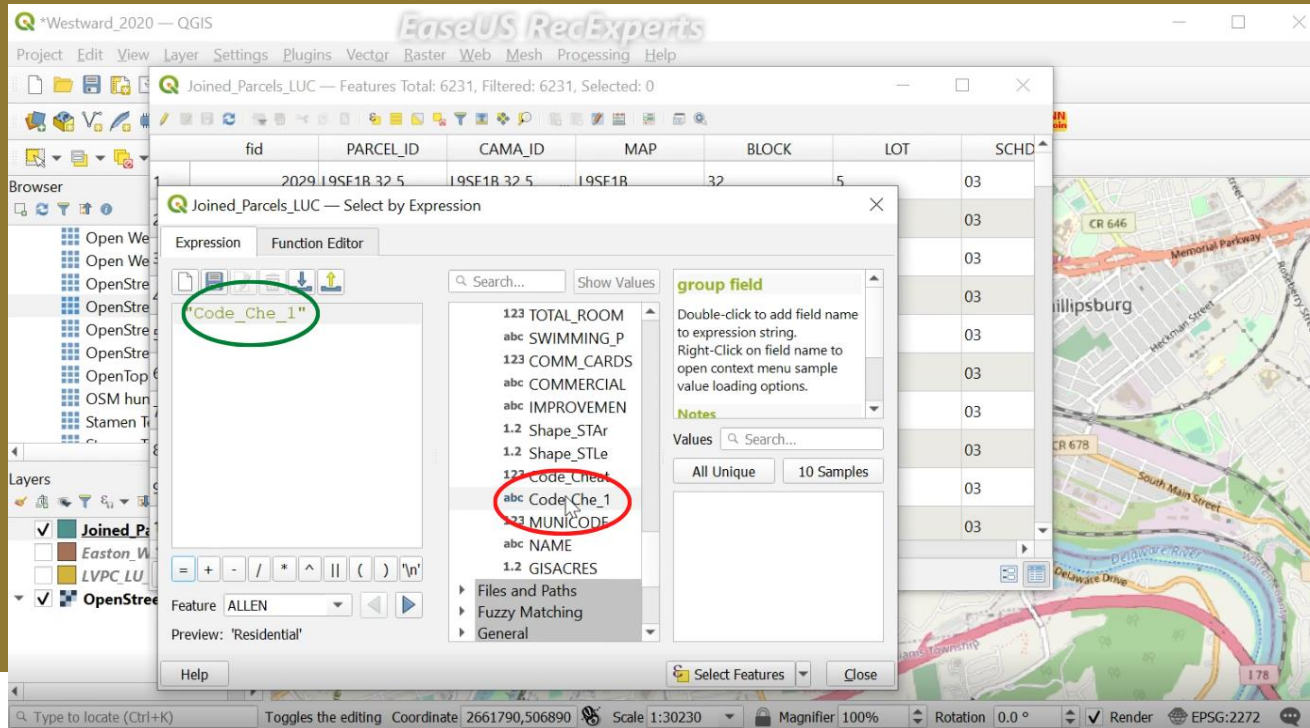 *Westward_2020 — QGIS
EaseUS RecExperts
Project Edit View Layer Settings Plugins Vector Raster Web Mesh Processing Help
Joined_Parcels_LUC — Features Total: 6231, Filtered: 6231, Selected: 0
fid PARCEL_ID CAMA_ID MAP BLOCK LOT SCHD
1 2029 L9SE1B 32 5 L9SE1B 32 5 ... L9SE1B 32 5 03
Browser
Joined_Parcels_LUC — Select by Expression
03
Open We
Expression Function Editor
03
Open We
OpenStre
Search... Show Values
group field
03
OpenStre
"Code_Che_1"
123 TOTAL_ROOM
Double-click to add field name
to expression string.
Right-Click on field name to
open context menu sample
value loading options.
Notes
OpenStre
abc SWIMMING_P
03
OpenStre
123 COMM_CARDS
OpenTop
abc COMMERCIAL
03
OSM hun
abc IMPROVEMEN
03
Stamen T
1.2 Shape_STAr
Values Search...
03
1.2 Shape_STLe
All Unique 10 Samples
Layers
123 Code_Cheat
03
abc Code_Che_1
Joined_Pa
123 MUNICODE
03
Easton_W
abc NAME
LVPC_LU_
= + - / * ^ || ( ) '\n'
1.2 GISACRES
OpenStree
Files and Paths
Feature ALLEN
Fuzzy Matching
Preview: 'Residential'
General
Help Select Features Close
CR 646
Memorial Parkway
Roseberry Str
illipsburg
Heckman Street
CR 678
South Main Street
Delaware River
Delaware Drive
ams Township
I 78
Type to locate (Ctrl+K) Toggles the editing Coordinate 2661790,506890 Scale 1:30230 Magnifier 100% Rotation 0.0 ° Render EPSG:2272